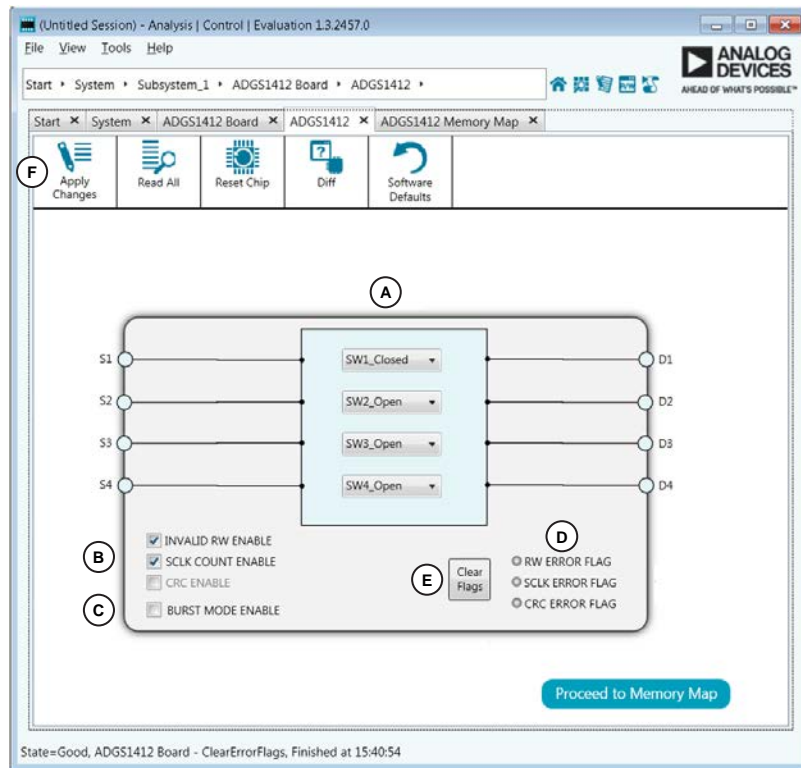 (Untitled Session) - Analysis | Control | Evaluation 1.3.2457.0
File View Tools Help
ANALOG
DEVICES
AHEAD OF WHAT'S POSSIBLE™
Start System Subsystem_1 ADGS1412 Board ADGS1412
Start × System × ADGS1412 Board × ADGS1412 × ADGS1412 Memory Map ×
F
Apply
Changes
Read All
Reset Chip
Diff
Software
Defaults
A
S1 SW1_Closed D1
S2 SW2_Open D2
S3 SW3_Open D3
S4 SW4_Open D4
B
INVALID RW ENABLE
SCLK COUNT ENABLE
CRC ENABLE
C
BURST MODE ENABLE
E
Clear
Flags
D
RW ERROR FLAG
SCLK ERROR FLAG
CRC ERROR FLAG
Proceed to Memory Map
State=Good, ADGS1412 Board - ClearErrorFlags, Finished at 15:40:54